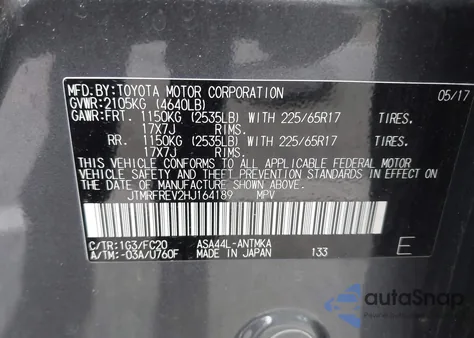 MFD.BY:TOYOTA MOTOR CORPORATION 05/17
GVWR:2105KG (4640LB)
GAWR:FRT. 1150KG (2535LB) WITH 225/65R17 TIRES.
17X7J RIMS.
RR. 1150KG (2535LB) WITH 225/65R17 TIRES.
17X7J RIMS.
THIS VEHICLE CONFORMS TO ALL APPLICABLE FEDERAL MOTOR
VEHICLE SAFETY AND THEFT PREVENTION STANDARDS IN EFFECT ON
THE DATE OF MANUFACTURE SHOWN ABOVE.
JTMRFREV2HJ164189 MPV
C/TR:1G3/FC20 ASA44L-ANTMKA
A/TM:-03A/U760F MADE IN JAPAN 133 E
autoSnap